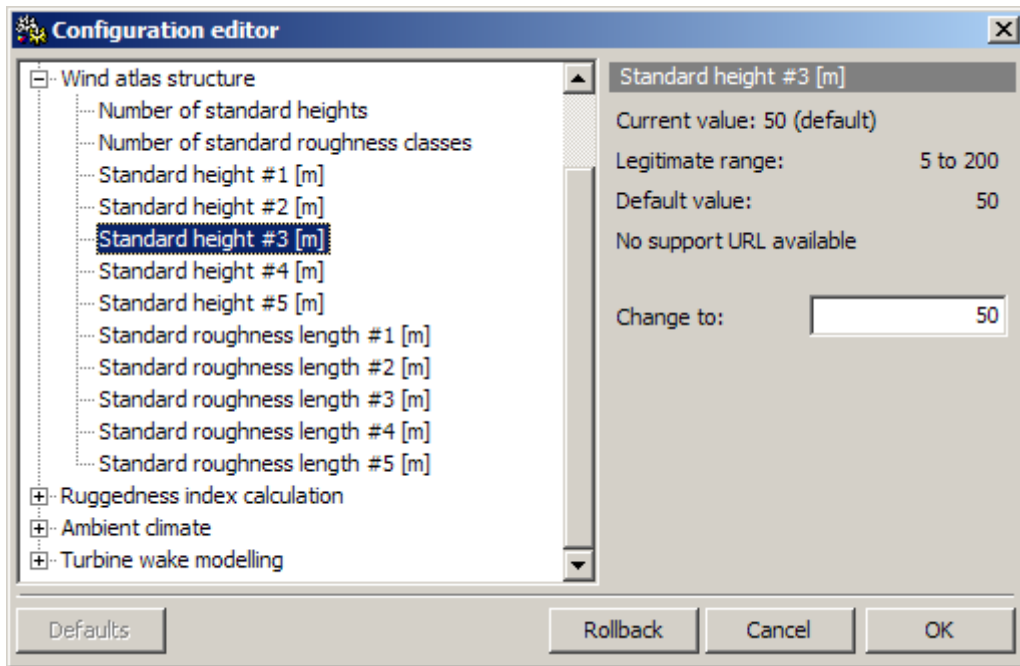 Configuration editor
Wind atlas structure
Number of standard heights
Number of standard roughness classes
Standard height #1 [m]
Standard height #2 [m]
Standard height #3 [m]
Standard height #4 [m]
Standard height #5 [m]
Standard roughness length #1 [m]
Standard roughness length #2 [m]
Standard roughness length #3 [m]
Standard roughness length #4 [m]
Standard roughness length #5 [m]
Ruggedness index calculation
Ambient climate
Turbine wake modelling
Standard height #3 [m]
Current value: 50 (default)
Legitimate range: 5 to 200
Default value: 50
No support URL available
Change to: 50
Defaults Rollback Cancel OK